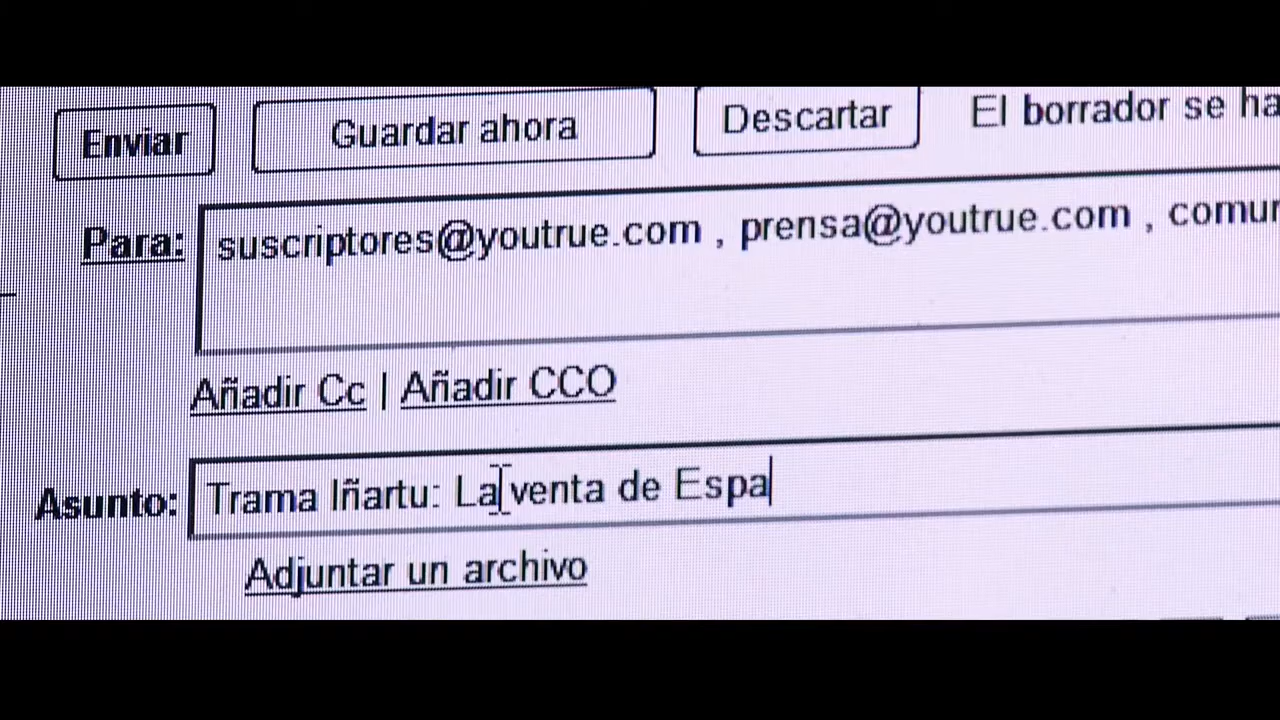 Enviar Guardar ahora Descartar El borrador se ha
Para: suscriptores@youtrue.com , prensa@youtrue.com , comun
Añadir Cc | Añadir CCO
Asunto: Trama Iñartu: La venta de Espa
Adjuntar un archivo